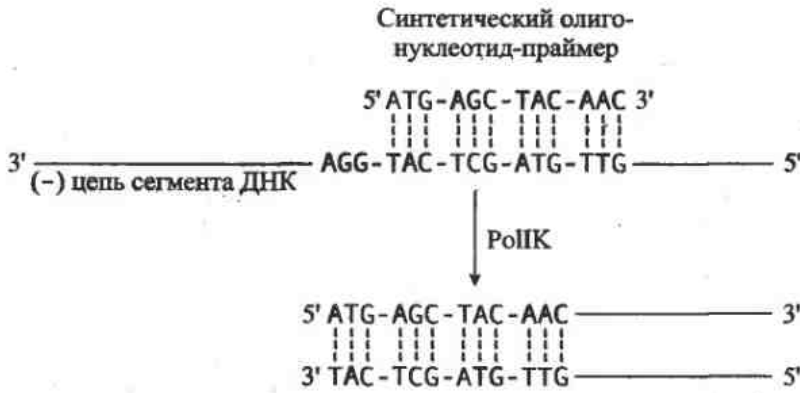 Синтетический олиго-
нуклеотид-праймер
5' ATG-AGC-TAC-AAC 3'
3' AGG-TAC-TCG-ATG-TTG 5'
(−) цепь сегмента ДНК
PolIK
5' ATG-AGC-TAC-AAC 3'
3' TAC-TCG-ATG-TTG 5'